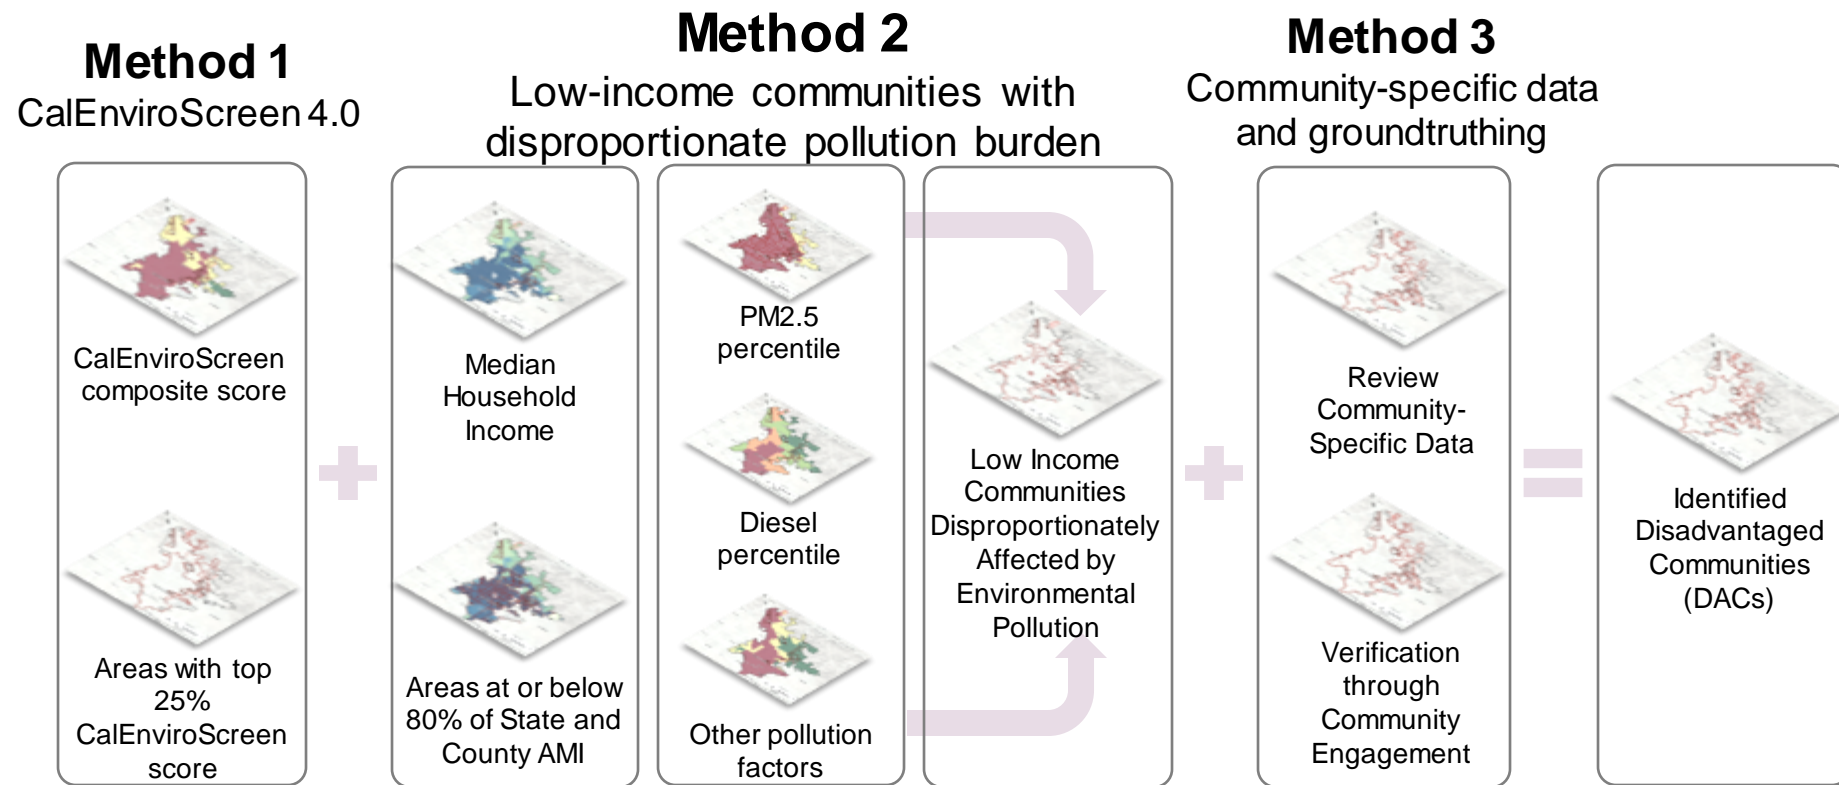 Method 1
CalEnviroScreen 4.0
CalEnviroScreen
composite score
Areas with top
25%
CalEnviroScreen
score
Method 2
Low-income communities with
disproportionate pollution burden
Median
Household
Income
Areas at or below
80% of State and
County AMI
PM2.5
percentile
Diesel
percentile
Other pollution
factors
Low Income
Communities
Disproportionately
Affected by
Environmental
Pollution
Method 3
Community-specific data
and groundtruthing
Review
Community-
Specific Data
Verification
through
Community
Engagement
Identified
Disadvantaged
Communities
(DACs)